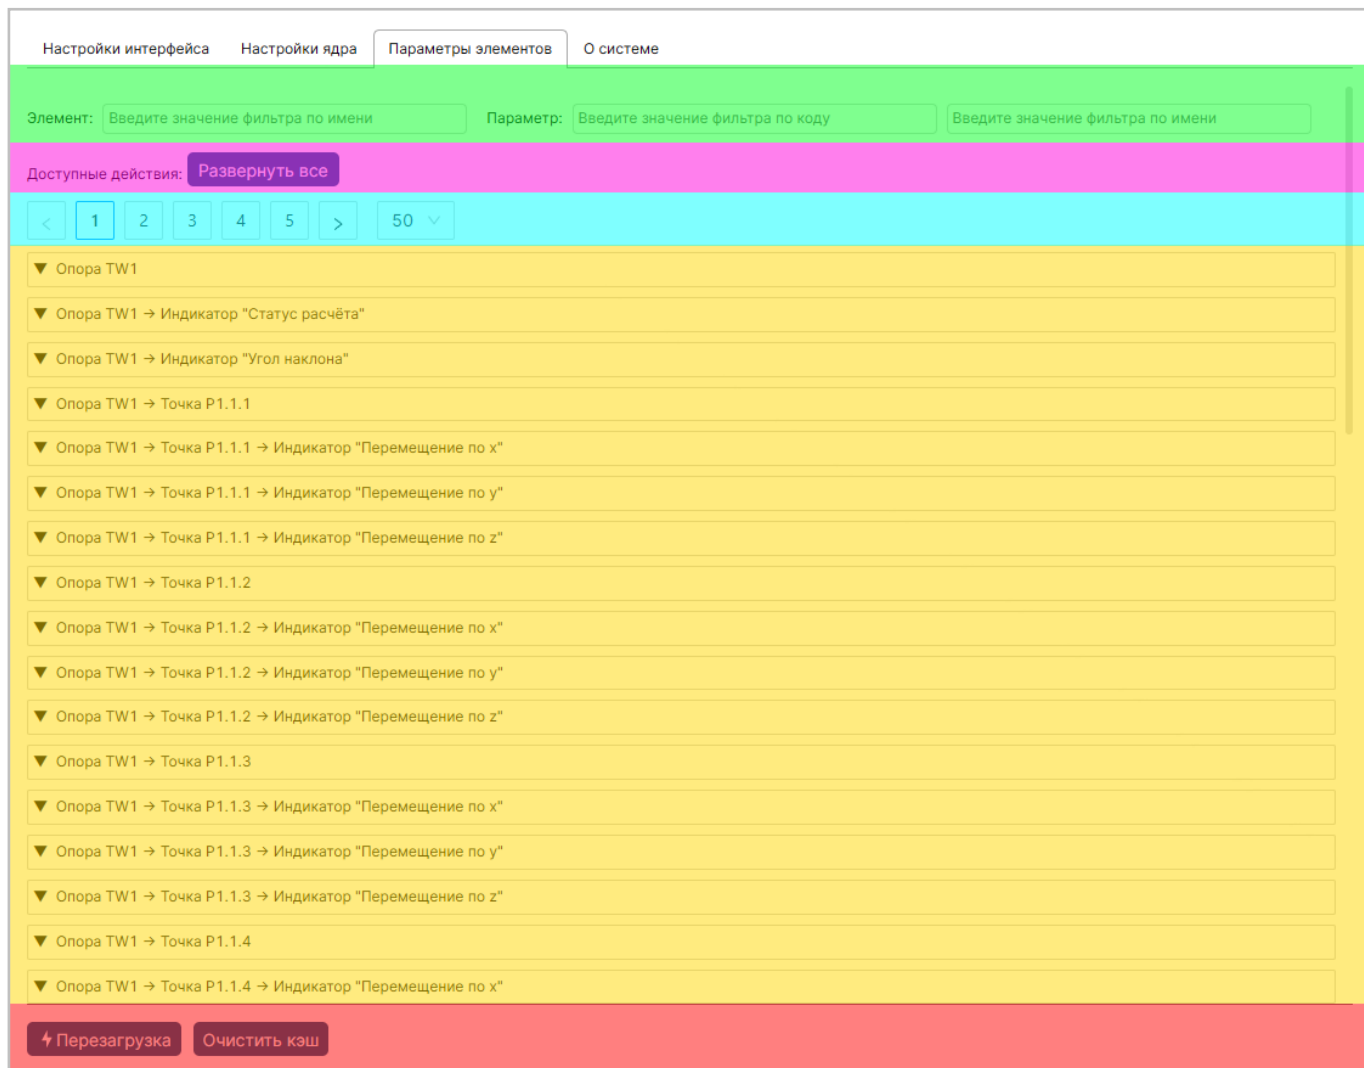 Настройки интерфейса Настройки ядра Параметры элементов О системе
Элемент: Введите значение фильтра по имени Параметр: Введите значение фильтра по коду Введите значение фильтра по имени
Доступные действия: Развернуть все
< 1 2 3 4 5 > 50
▼ Опора TW1
▼ Опора TW1 → Индикатор "Статус расчёта"
▼ Опора TW1 → Индикатор "Угол наклона"
▼ Опора TW1 → Точка P1.1.1
▼ Опора TW1 → Точка P1.1.1 → Индикатор "Перемещение по x"
▼ Опора TW1 → Точка P1.1.1 → Индикатор "Перемещение по y"
▼ Опора TW1 → Точка P1.1.1 → Индикатор "Перемещение по z"
▼ Опора TW1 → Точка P1.1.2
▼ Опора TW1 → Точка P1.1.2 → Индикатор "Перемещение по x"
▼ Опора TW1 → Точка P1.1.2 → Индикатор "Перемещение по y"
▼ Опора TW1 → Точка P1.1.2 → Индикатор "Перемещение по z"
▼ Опора TW1 → Точка P1.1.3
▼ Опора TW1 → Точка P1.1.3 → Индикатор "Перемещение по x"
▼ Опора TW1 → Точка P1.1.3 → Индикатор "Перемещение по y"
▼ Опора TW1 → Точка P1.1.3 → Индикатор "Перемещение по z"
▼ Опора TW1 → Точка P1.1.4
▼ Опора TW1 → Точка P1.1.4 → Индикатор "Перемещение по x"
Перезагрузка Очистить кэш